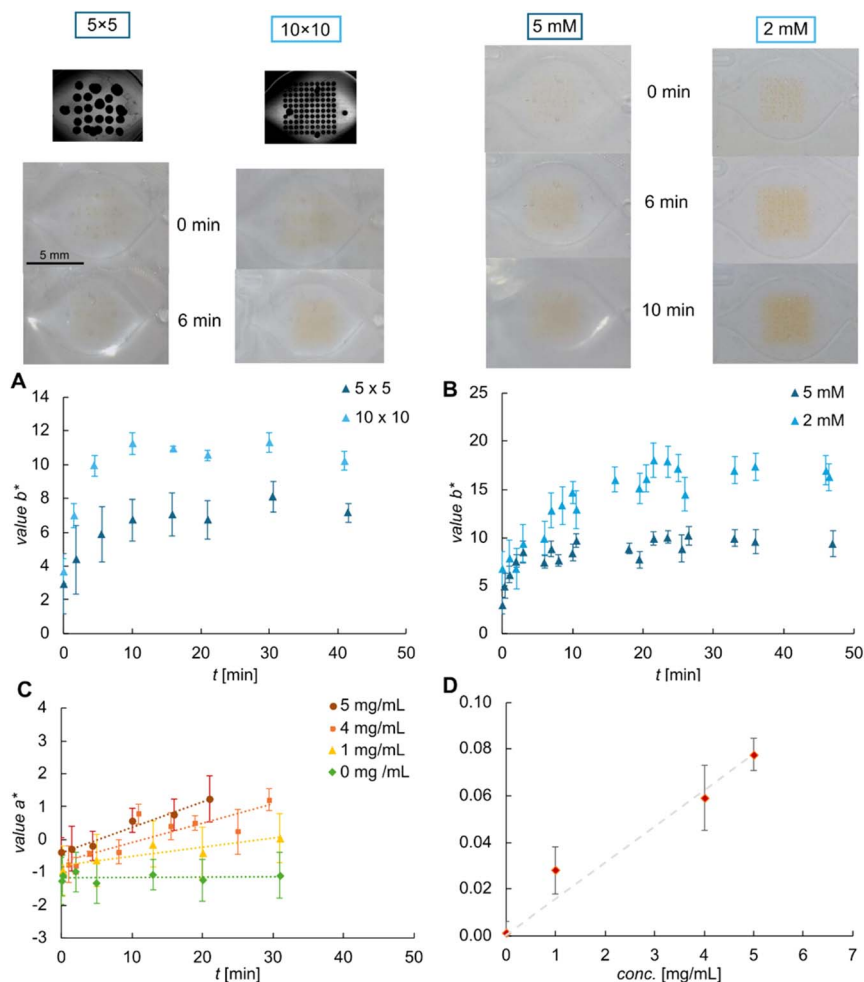 5×5
10×10
5 mM
2 mM
0 min
6 min
5 mm
0 min
6 min
10 min
A
5 x 5
10 x 10
14
12
10
8
6
4
2
0
value b*
0 10 20 30 40 50
t [min]
B
5 mM
2 mM
25
20
15
10
5
0
value b*
0 10 20 30 40 50
t [min]
C
5 mg/mL
4 mg/mL
1 mg/mL
0 mg /mL
4
3
2
1
0
-1
-2
-3
value a*
0 10 20 30 40 50
t [min]
D
0.10
0.08
0.06
0.04
0.02
0.00
0 1 2 3 4 5 6 7
conc. [mg/mL]